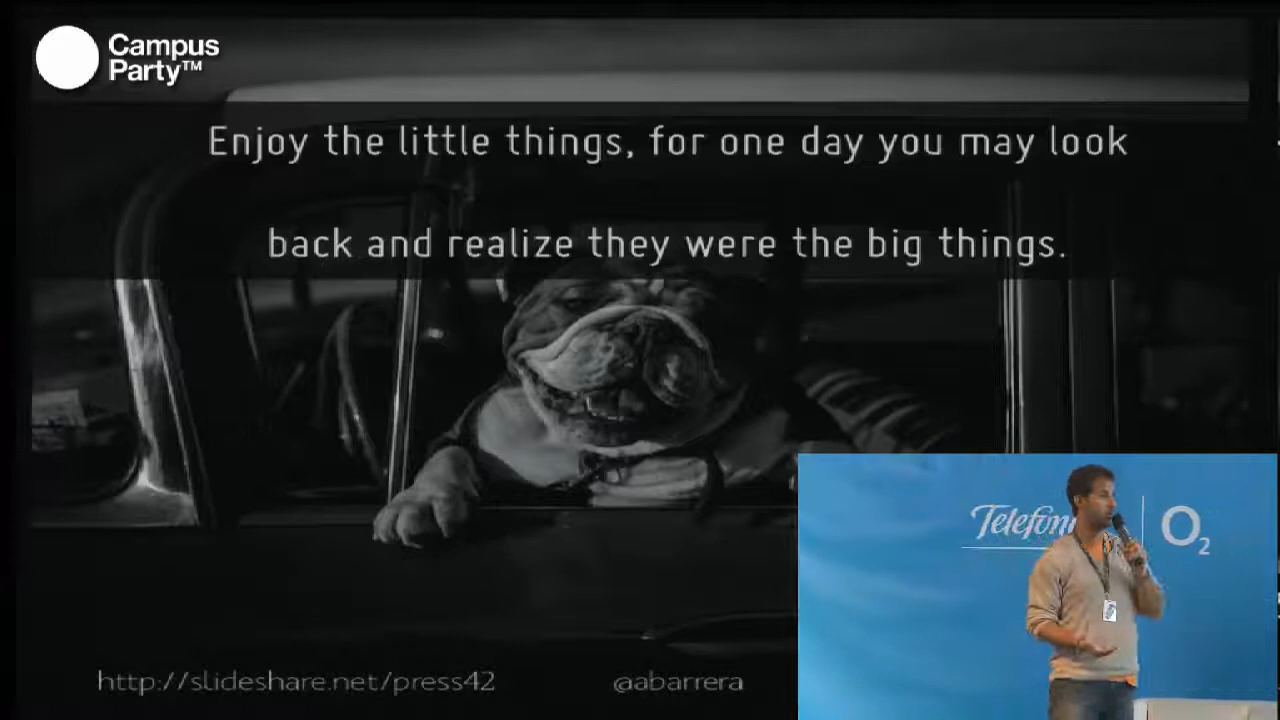 Campus
Party™
Enjoy the little things, for one day you may look
back and realize they were the big things.
O2
http://slideshare.net/press42
@abarrera